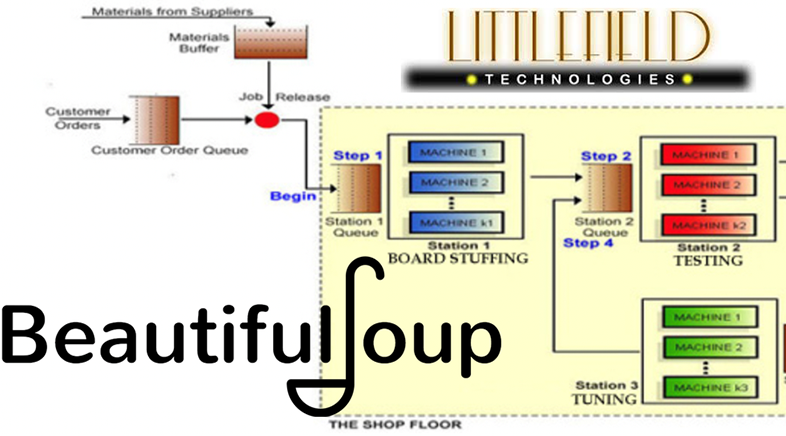 Materials from Suppliers
Materials
Buffer
LITTLEFIELD
TECHNOLOGIES
Job Release
Customer
Orders
Customer Order Queue
Step 1
Begin
Station 1
Queue
MACHINE 1
MACHINE 2
MACHINE k1
Station 1
BOARD STUFFING
Step 2
Station 2
Queue
Step 4
MACHINE 1
MACHINE 2
MACHINE k2
Station 2
TESTING
MACHINE 1
MACHINE 2
MACHINE k3
Station 3
TUNING
BeautifulSoup
THE SHOP FLOOR